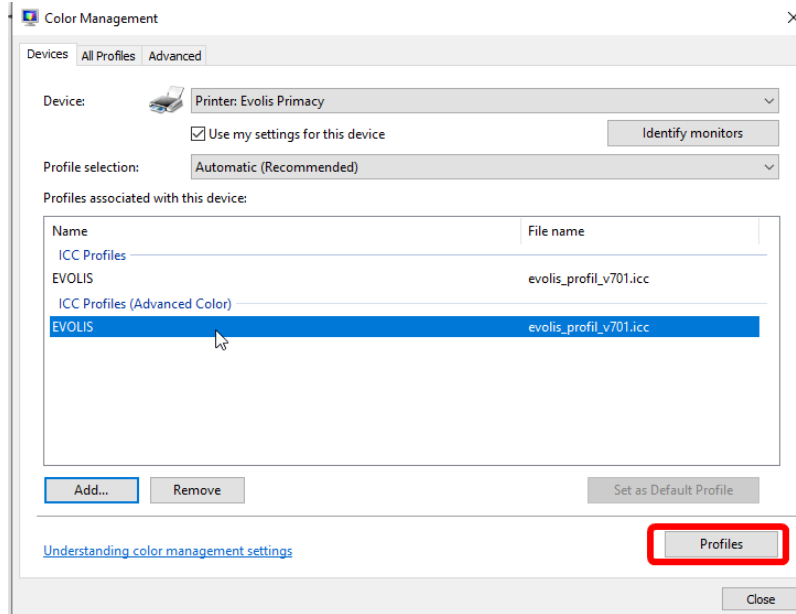 Color Management
Devices All Profiles Advanced
Device: Printer: Evolis Primacy
Use my settings for this device Identify monitors
Profile selection: Automatic (Recommended)
Profiles associated with this device:
Name File name
ICC Profiles
EVOLIS evolis_profil_v701.icc
ICC Profiles (Advanced Color)
EVOLIS evolis_profil_v701.icc
Add... Remove Set as Default Profile
Understanding color management settings Profiles
Close